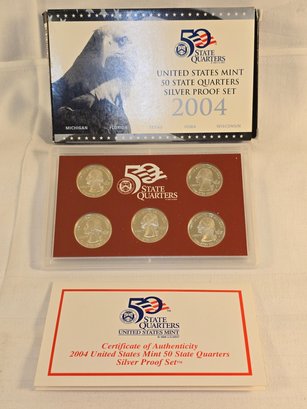 50
STATE
QUARTERS
UNITED STATES MINT
50 STATE QUARTERS
SILVER PROOF SET
2004
MICHIGAN FLORIDA TEXAS IOWA WISCONSIN
50
STATE
QUARTERS
50
STATE
QUARTERS
UNITED STATES MINT
Certificate of Authenticity
2004 United States Mint 50 State Quarters
Silver Proof Set™